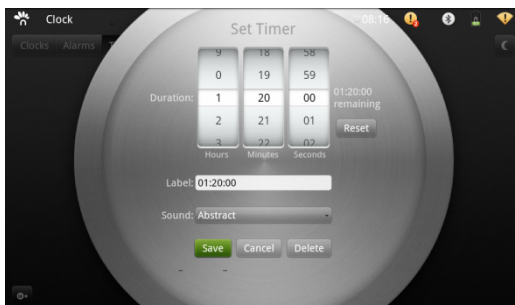 Clock
08:16
Clocks Alarms T
Set Timer
9 18 58
0 19 59
Duration: 1 20 00
01:20:00
remaining
2 21 01
Reset
3 22 02
Hours Minutes Seconds
Label: 01:20:00
Sound: Abstract
Save Cancel Delete